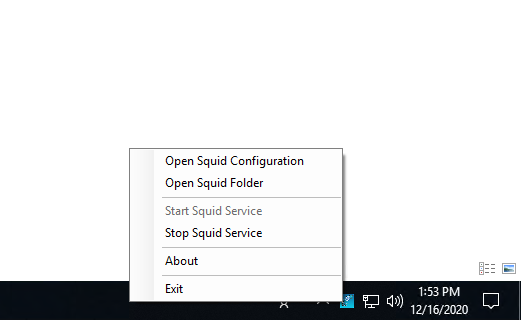 Open Squid Configuration
Open Squid Folder
Start Squid Service
Stop Squid Service
About
Exit
1:53 PM
12/16/2020